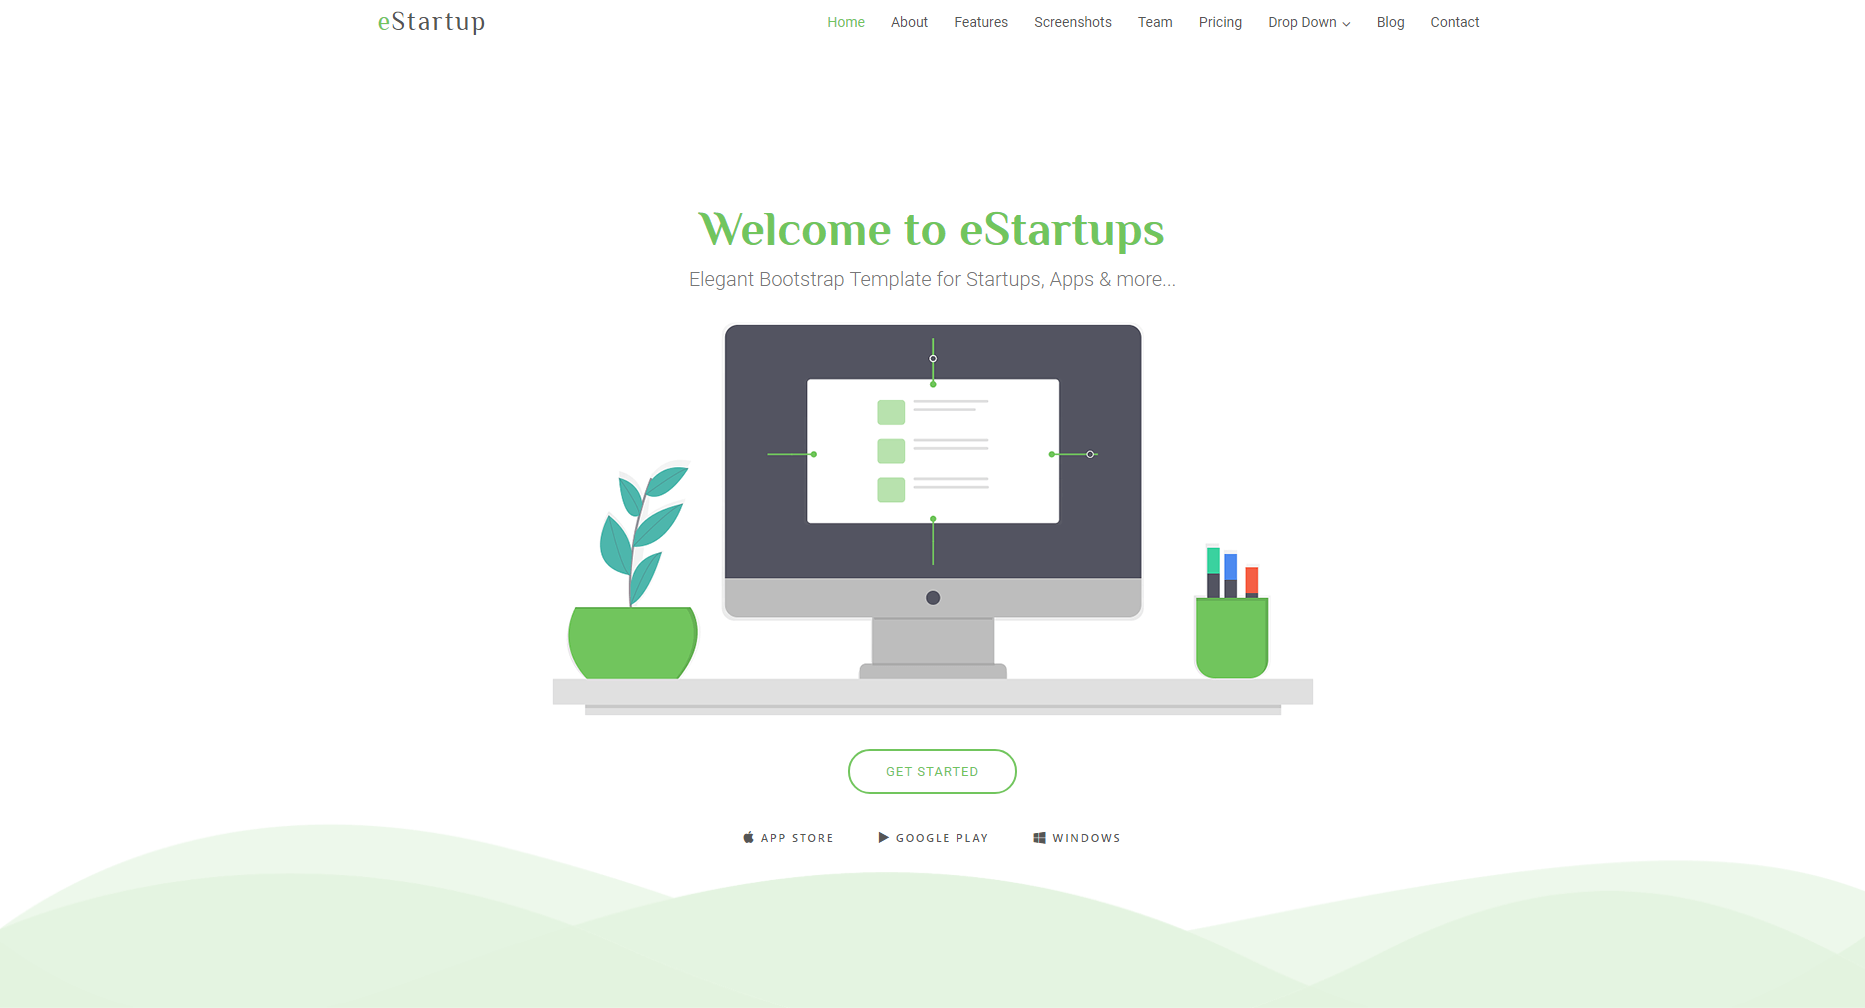 eStartup
Home About Features Screenshots Team Pricing Drop Down Blog Contact
Welcome to eStartups
Elegant Bootstrap Template for Startups, Apps & more...
GET STARTED
APP STORE GOOGLE PLAY WINDOWS